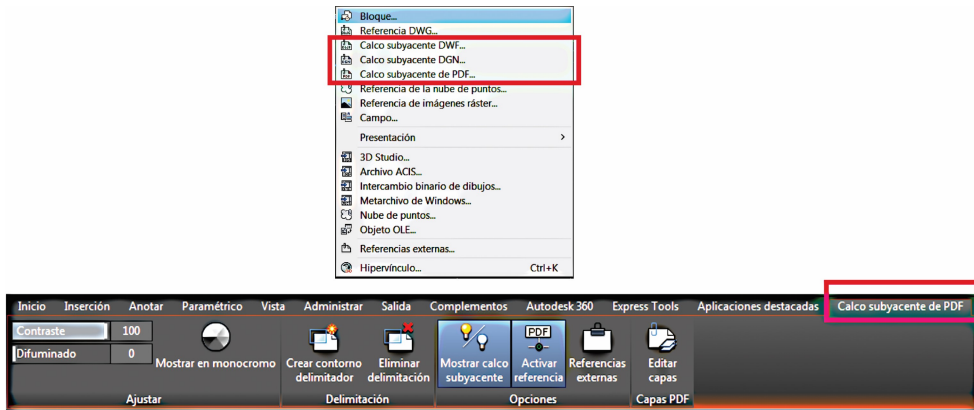 Bloque...
Referencia DWG...
Calco subyacente DWF...
Calco subyacente DGN...
Calco subyacente de PDF...
Referencia de la nube de puntos...
Referencia de imágenes ráster...
Campo...
Presentación >
3D Studio...
Archivo ACIS...
Intercambio binario de dibujos...
Metarchivo de Windows...
Nube de puntos...
Objeto OLE...
Referencias externas...
Hipervínculo... Ctrl+K
Inicio Inserción Anotar Paramétrico Vista Administrar Salida Complementos Autodesk 360 Express Tools Aplicaciones destacadas Calco subyacente de PDF
Contraste 100
Difuminado 0
Mostrar en monocromo
Ajustar
Crear contorno
delimitador
Eliminar
delimitación
Delimitación
Mostrar calco
subyacente
PDF
Activar
referencia
Referencias
externas
Opciones
Editar
capas
Capas PDF